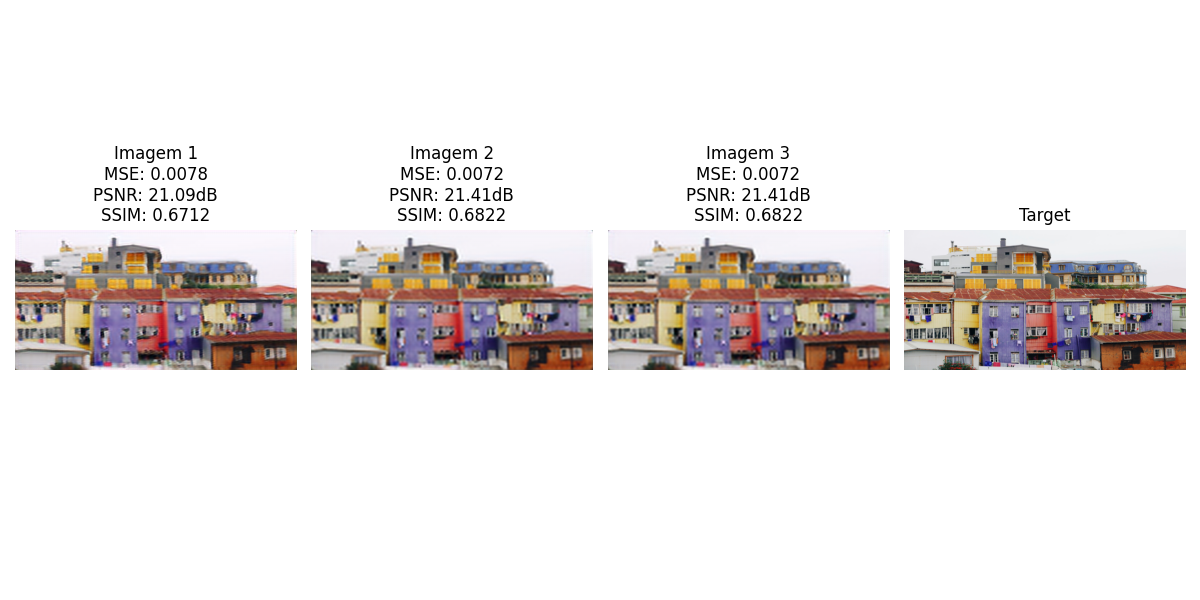 Imagem 1
MSE: 0.0078
PSNR: 21.09dB
SSIM: 0.6712
Imagem 2
MSE: 0.0072
PSNR: 21.41dB
SSIM: 0.6822
Imagem 3
MSE: 0.0072
PSNR: 21.41dB
SSIM: 0.6822
Target